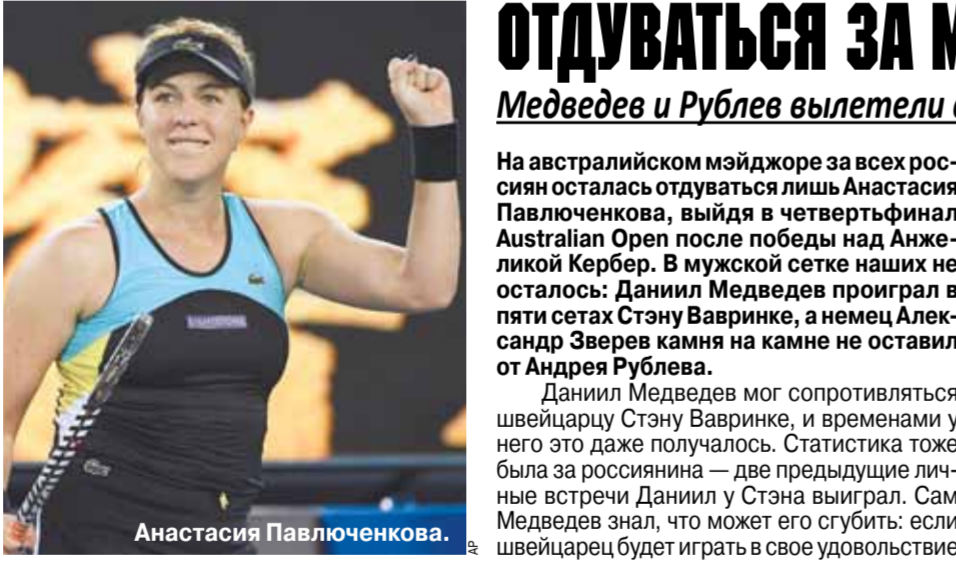 ОТДУВАТЬСЯ ЗА
Медведев и Рублев вылетели
На австралийском мэйджоре за всех рос-
сиян осталась отдуваться лишь Анастасия
Павлюченкова, выйдя в четвертьфинал
Australian Open после победы над Анже-
ликой Кербер. В мужской сетке наших не
осталось: Даниил Медведев проиграл в
пяти сетах Стэну Вавринке, а немец Алек-
сандр Зверев камня на камне не оставил
от Андрея Рублева.
Даниил Медведев мог сопротивляться
швейцарцу Стэну Вавринке, и временами у
него это даже получалось. Статистика тоже
была за россиянина — две предыдущие лич-
ные встречи Даниил у Стэна выиграл. Сам
Медведев знал, что может его сгубить: если
швейцарец будет играть в свое удовольствие
Анастасия Павлюченкова.
AP